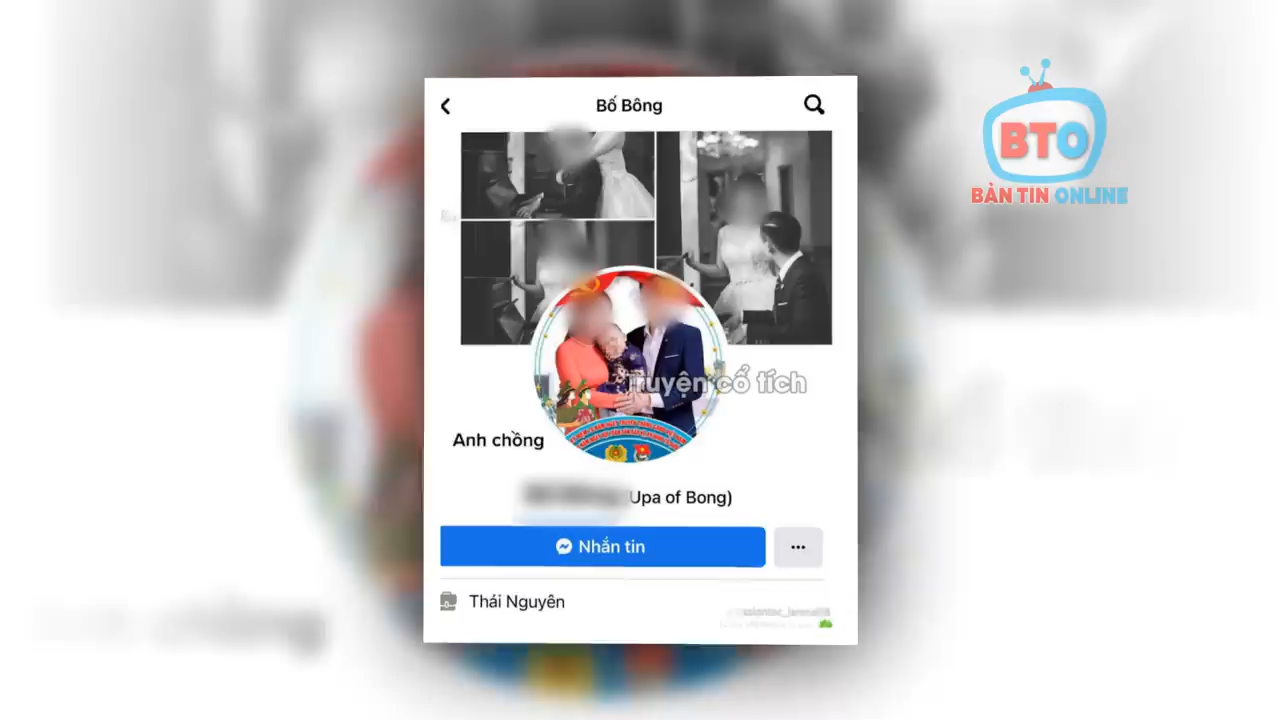 Bố Bông
BTO
BẢN TIN ONLINE
Truyện cổ tích
Anh chồng
Upa of Bong)
Nhắn tin
Thái Nguyên